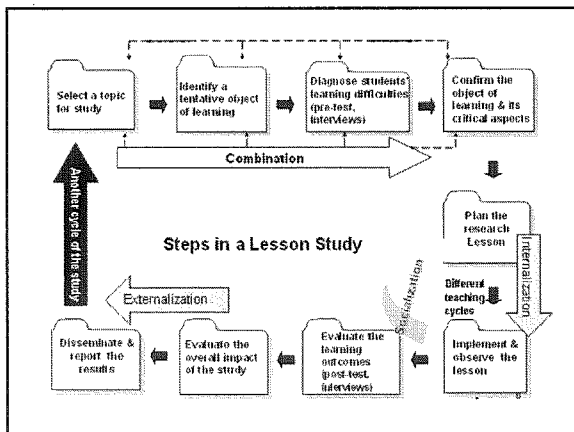 Select a topic
for study
Identify a
tentative object
of learning
Diagnose students'
learning difficulties
(pre-test,
interviews)
Confirm the
object of
learning & its
critical aspects
Combination
Another cycle of the study
Plan the
research
Lesson
Internalization
Steps in a Lesson Study
Socialization
Different
teaching
cycles
Externalization
Disseminate &
report the
results
Evaluate the
overall impact
of the study
Evaluate the
learning
outcomes
(post-test,
interviews)
Implement &
observe the
lesson